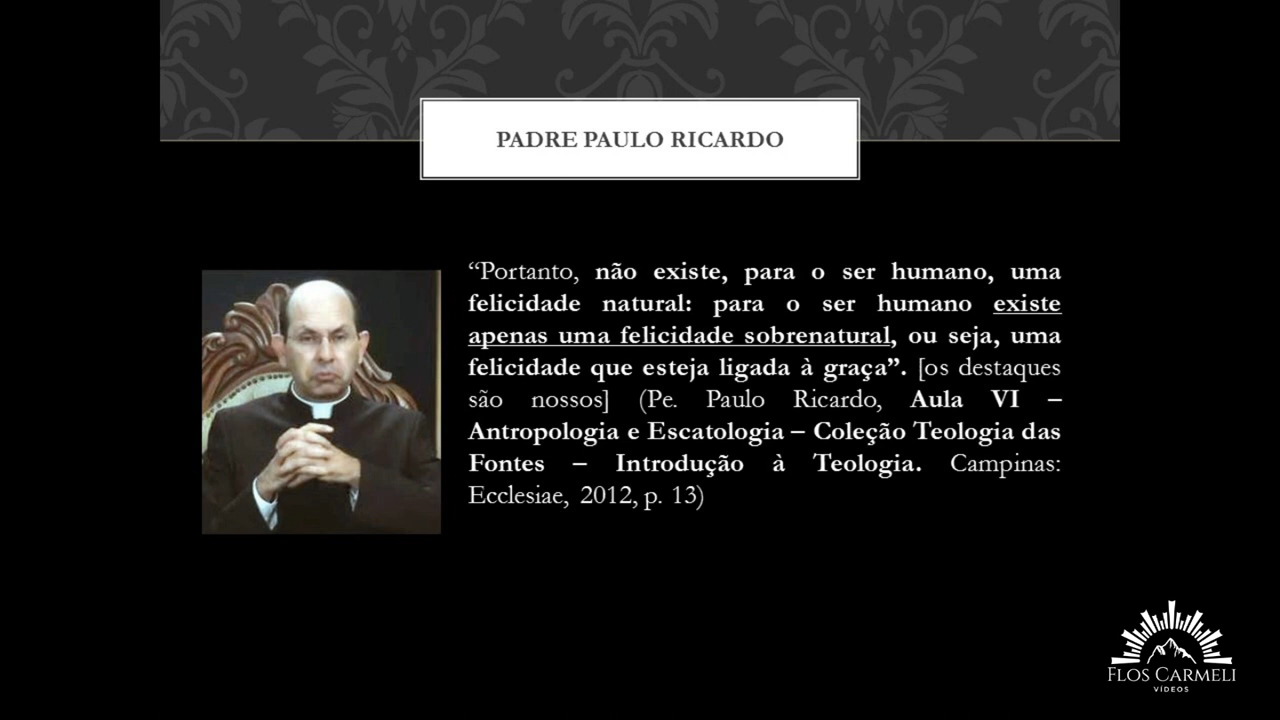 PADRE PAULO RICARDO
“Portanto, não existe, para o ser humano, uma
felicidade natural: para o ser humano existe
apenas uma felicidade sobrenatural, ou seja, uma
felicidade que esteja ligada à graça”. [os destaques
são nossos] (Pe. Paulo Ricardo, Aula VI –
Antropologia e Escatologia – Coleção Teologia das
Fontes – Introdução à Teologia. Campinas:
Ecclesiae, 2012, p. 13)
FLOS CARMELI
VÍDEOS